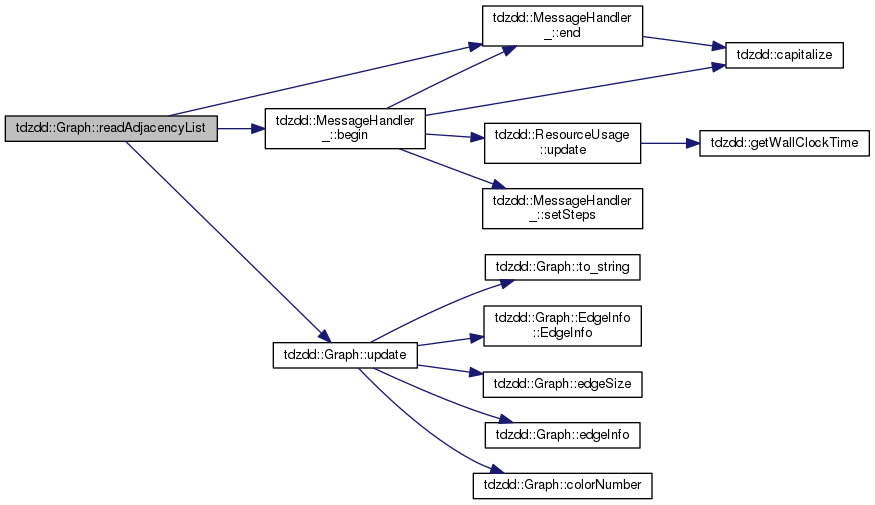 tdzdd::MessageHandler
_::end
tdzdd::capitalize
tdzdd::Graph::readAdjacencyList
tdzdd::MessageHandler
_::begin
tdzdd::ResourceUsage
::update
tdzdd::getWallClockTime
tdzdd::MessageHandler
_::setSteps
tdzdd::Graph::to_string
tdzdd::Graph::EdgeInfo
::EdgeInfo
tdzdd::Graph::update
tdzdd::Graph::edgeSize
tdzdd::Graph::edgeInfo
tdzdd::Graph::colorNumber